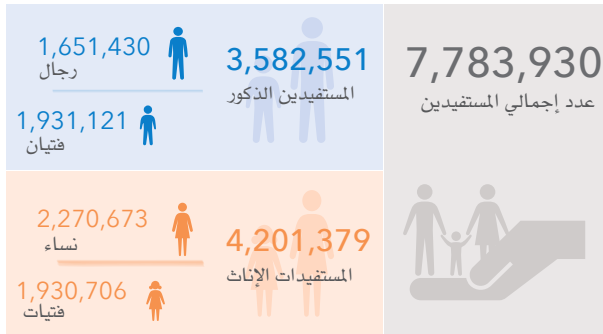 7,783,930
عدد إجمالي المستفيدين
3,582,551
المستفيدين الذكور
1,651,430
رجال
1,931,121
فتيان
4,201,379
المستفيدات الإناث
2,270,673
نساء
1,930,706
فتيات